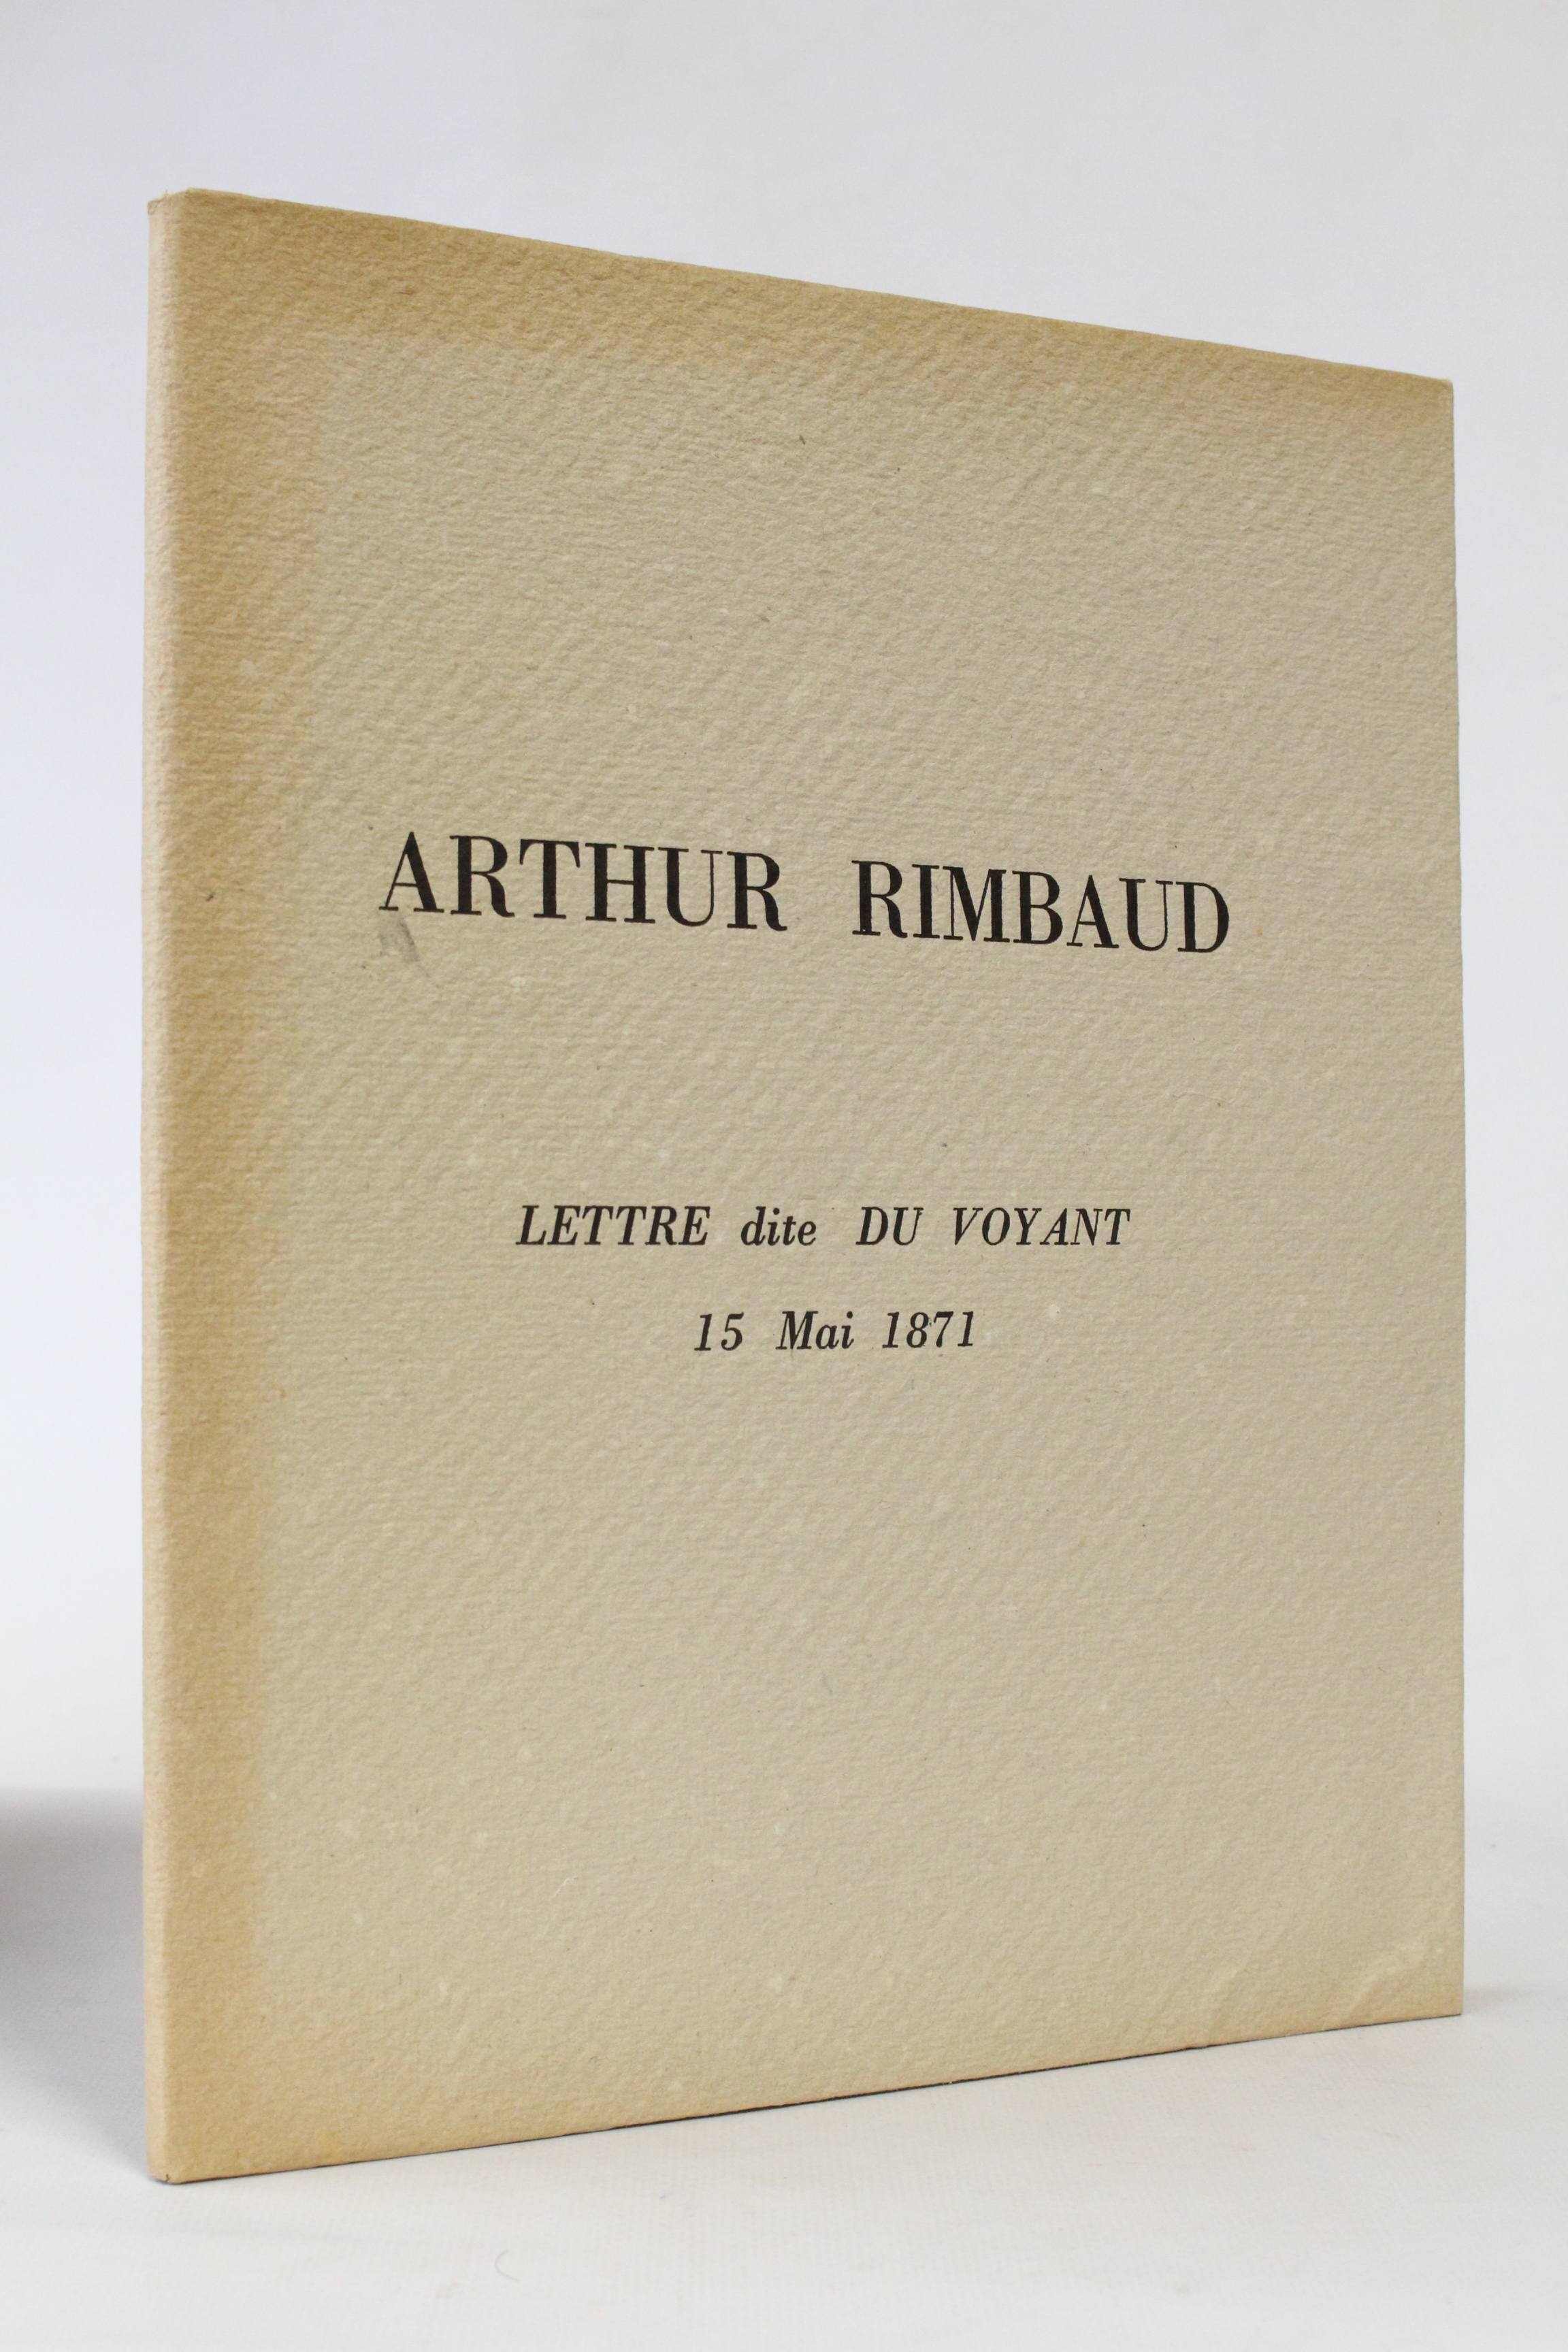 ARTHUR RIMBAUD
LETTRE dite DU VOYANT
15 Mai 1871